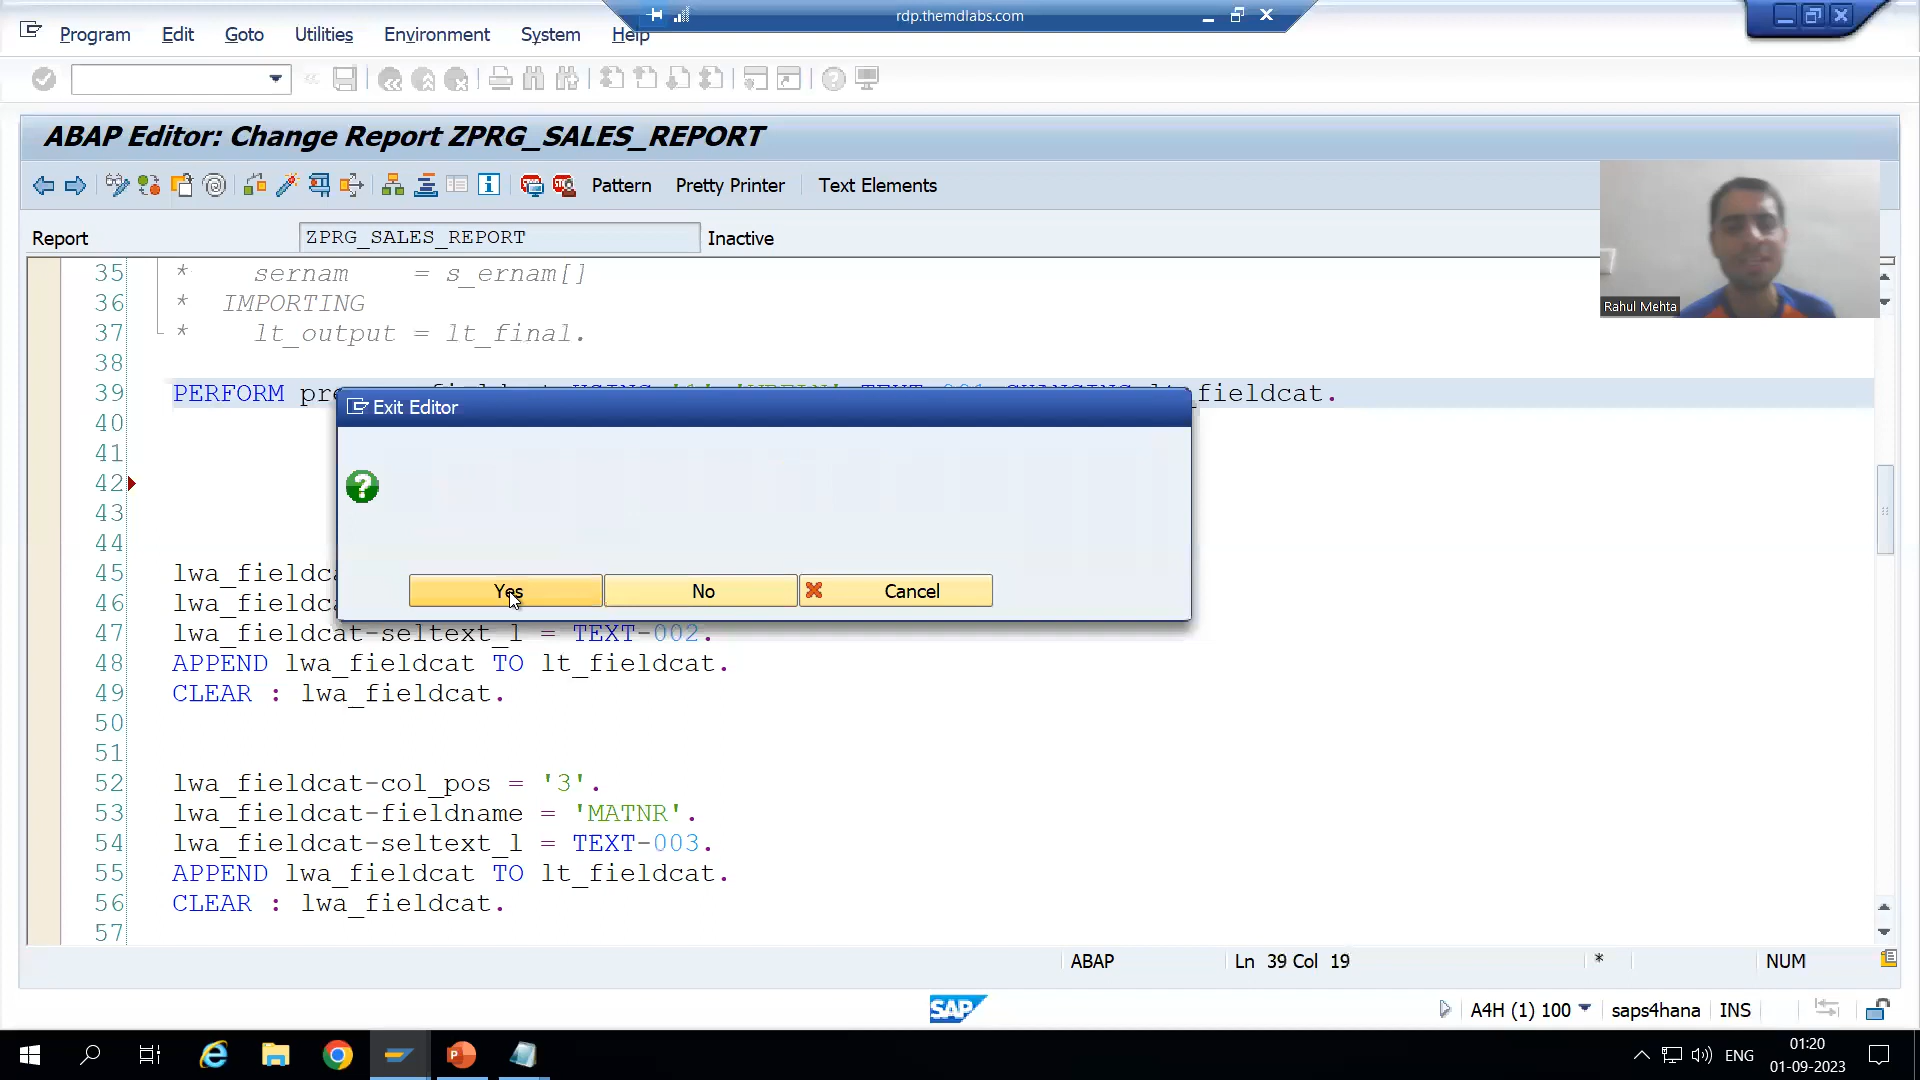 rdp.themdlabs.com
Program Edit Goto Utilities Environment System Help
ABAP Editor: Change Report ZPRG_SALES_REPORT
Pattern Pretty Printer Text Elements
Report ZPRG_SALES_REPORT Inactive
Rahul Mehta
35 * sernam = s_ernam[]
36 * IMPORTING
37 * lt_output = lt_final.
38
39 PERFORM fieldcat.
40
Exit Editor
41
42
43
44
Yes No Cancel
45 lwa_fieldca
46 lwa_fieldca
47 lwa_fieldcat-seltext_l = TEXT-002.
48 APPEND lwa_fieldcat TO lt_fieldcat.
49 CLEAR : lwa_fieldcat.
50
51
52 lwa_fieldcat-col_pos = '3'.
53 lwa_fieldcat-fieldname = 'MATNR'.
54 lwa_fieldcat-seltext_l = TEXT-003.
55 APPEND lwa_fieldcat TO lt_fieldcat.
56 CLEAR : lwa_fieldcat.
57
ABAP Ln 39 Col 19 * NUM
SAP A4H (1) 100 saps4hana INS
ENG 01:20
01-09-2023